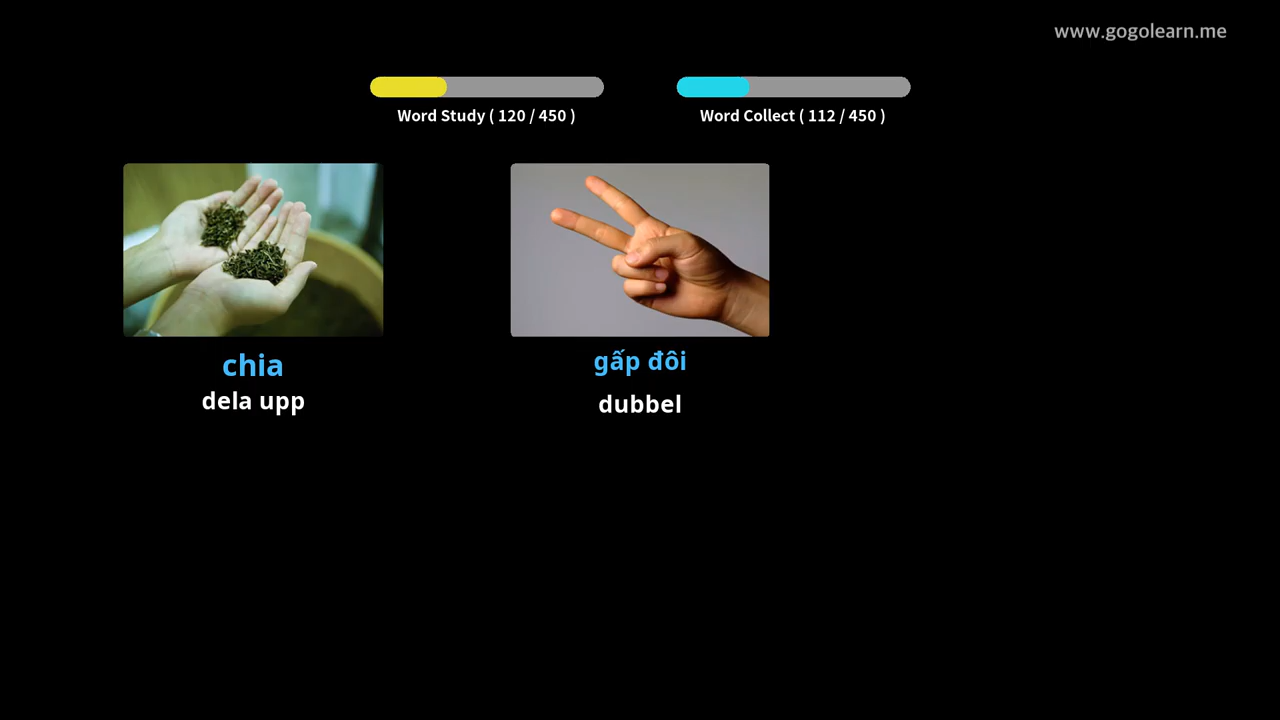 www.gogolearn.me
Word Study ( 120 / 450 )
Word Collect ( 112 / 450 )
chia
dela upp
gấp đôi
dubbel